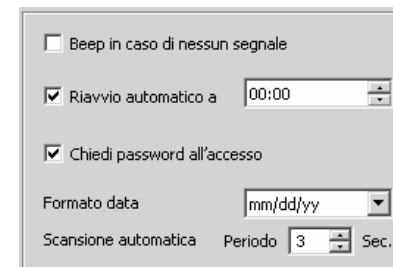 Beep in caso di nessun segnale
Riavvio automatico a 00:00
Chiedi password all'accesso
Formato data mm/dd/yy
Scansione automatica Periodo 3 Sec.